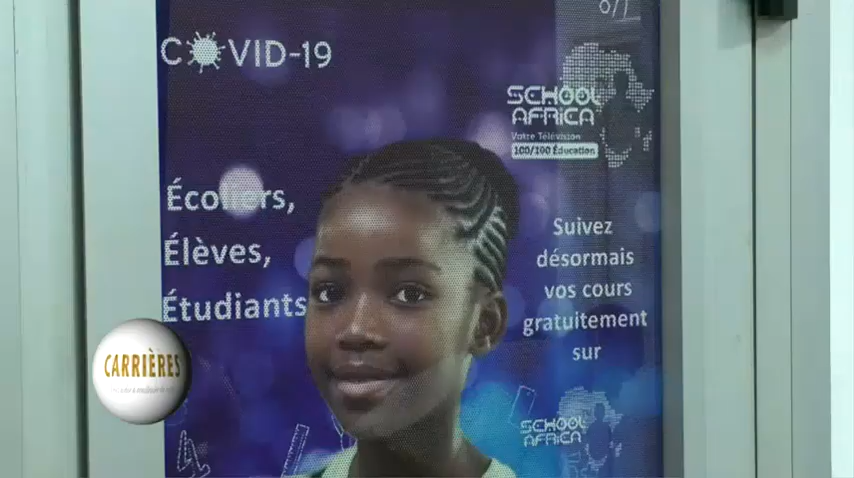 COVID-19
SCHOOL
AFRICA
Votre Télévision
100/100 Éducation
Écoliers,
Élèves,
Étudiants
Suivez
désormais
vos cours
gratuitement
sur
SCHOOL
AFRICA
CARRIÈRES